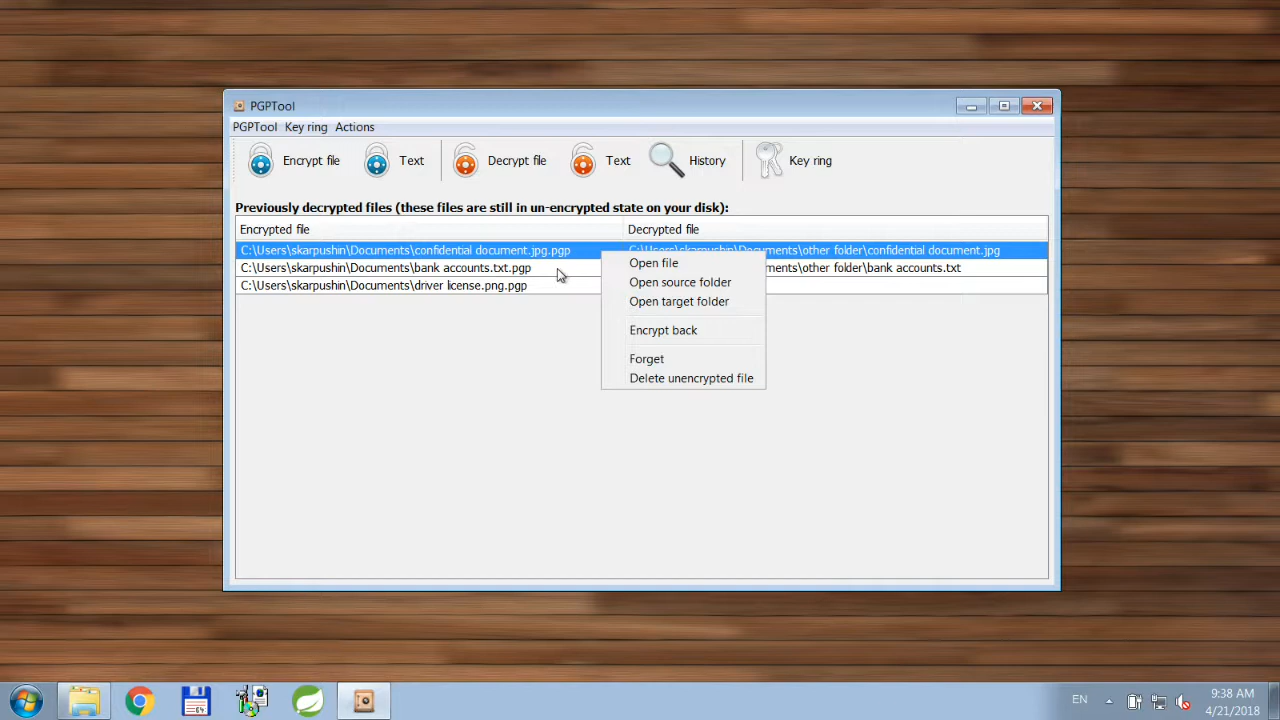 PGPTool
PGPTool Key ring Actions
Encrypt file Text Decrypt file Text History Key ring
Previously decrypted files (these files are still in un-encrypted state on your disk):
Encrypted file Decrypted file
C:\Users\skarpushin\Documents\confidential document.jpg.pgp C:\Users\skarpushin\Documents\other folder\confidential document.jpg
C:\Users\skarpushin\Documents\bank accounts.txt.pgp \other folder\bank accounts.txt
C:\Users\skarpushin\Documents\driver license.png.pgp
Open file
Open source folder
Open target folder
Encrypt back
Forget
Delete unencrypted file
64
EN
9:38 AM
4/21/2018